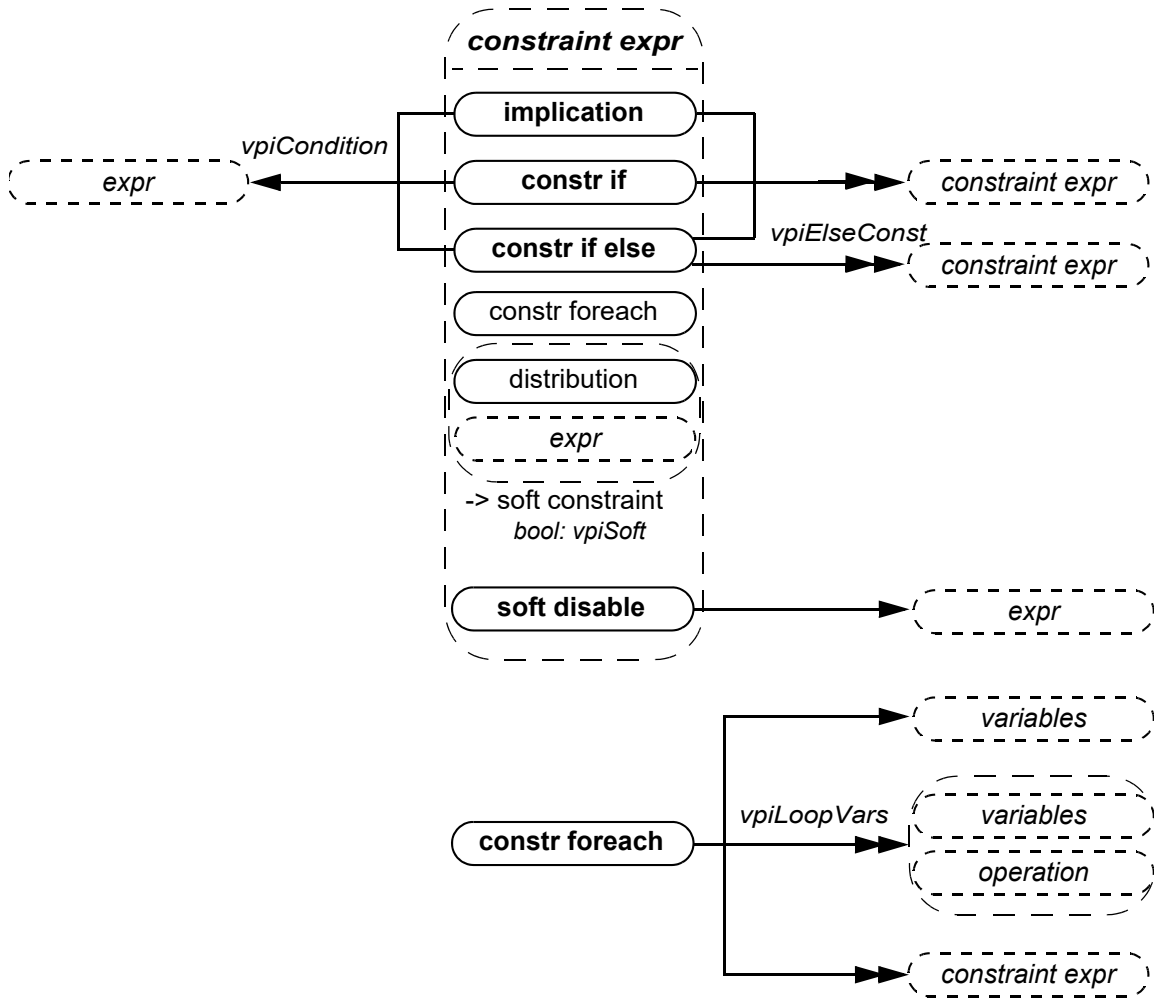 constraint expr
implication
vpiCondition
expr
constr if
constraint expr
constr if else
vpiElseConst
constraint expr
constr foreach
distribution
expr
-> soft constraint
bool: vpiSoft
soft disable
expr
variables
vpiLoopVars
variables
constr foreach
operation
constraint expr